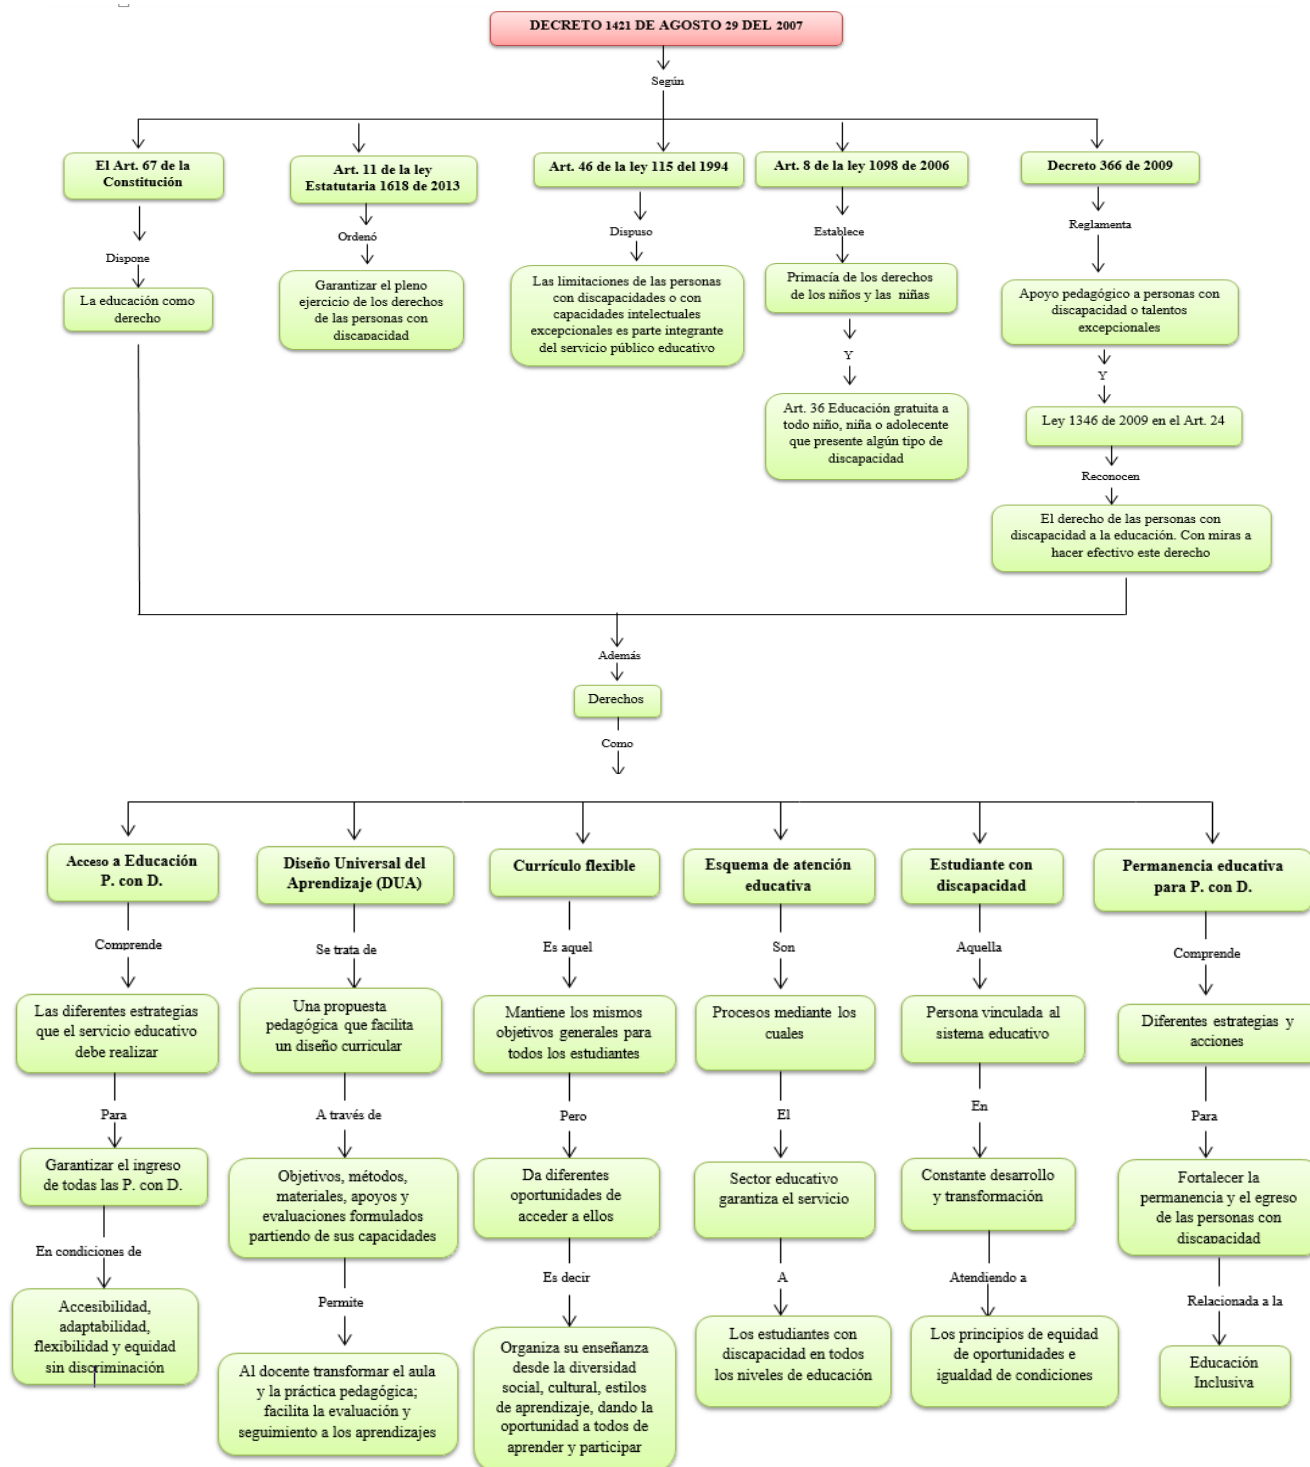 DECRETO 1421 DE AGOSTO 29 DEL 2007
Según
El Art. 67 de la
Constitución
Dispone
La educación como
derecho
Art. 11 de la ley
Estatutaria 1618 de 2013
Ordenó
Garantizar el pleno
ejercicio de los derechos
de las personas con
discapacidad
Art. 46 de la ley 115 del 1994
Dispuso
Las limitaciones de las personas
con discapacidades o con
capacidades intelectuales
excepcionales es parte integrante
del servicio público educativo
Art. 8 de la ley 1098 de 2006
Establece
Primacía de los derechos
de los niños y las niñas
Y
Art. 36 Educación gratuita a
todo niño, niña o adolecente
que presente algún tipo de
discapacidad
Decreto 366 de 2009
Reglamenta
Apoyo pedagógico a personas con
discapacidad o talentos
excepcionales
Y
Ley 1346 de 2009 en el Art. 24
Reconocen
El derecho de las personas con
discapacidad a la educación. Con miras a
hacer efectivo este derecho
Además
Derechos
Como
Acceso a Educación
P. con D.
Comprende
Las diferentes estrategias
que el servicio educativo
debe realizar
Para
Garantizar el ingreso
de todas las P. con D.
En condiciones de
Accesibilidad,
adaptabilidad,
flexibilidad y equidad
sin discriminación
Diseño Universal del
Aprendizaje (DUA)
Se trata de
Una propuesta
pedagógica que facilita
un diseño curricular
A través de
Objetivos, métodos,
materiales, apoyos y
evaluaciones formulados
partiendo de sus capacidades
Permite
Al docente transformar el aula
y la práctica pedagógica;
facilita la evaluación y
seguimiento a los aprendizajes
Currículo flexible
Es aquel
Mantiene los mismos
objetivos generales para
todos los estudiantes
Pero
Da diferentes
oportunidades de
acceder a ellos
Es decir
Organiza su enseñanza
desde la diversidad
social, cultural, estilos
de aprendizaje, dando la
oportunidad a todos de
aprender y participar
Esquema de atención
educativa
Son
Procesos mediante los
cuales
El
Sector educativo
garantiza el servicio
A
Los estudiantes con
discapacidad en todos
los niveles de educación
Estudiante con
discapacidad
Aquella
Persona vinculada al
sistema educativo
En
Constante desarrollo
y transformación
Atendiendo a
Los principios de equidad
de oportunidades e
igualdad de condiciones
Permanencia educativa
para P. con D.
Comprende
Diferentes estrategias y
acciones
Para
Fortalecer la
permanencia y el egreso
de las personas con
discapacidad
Relacionada a la
Educación
Inclusiva